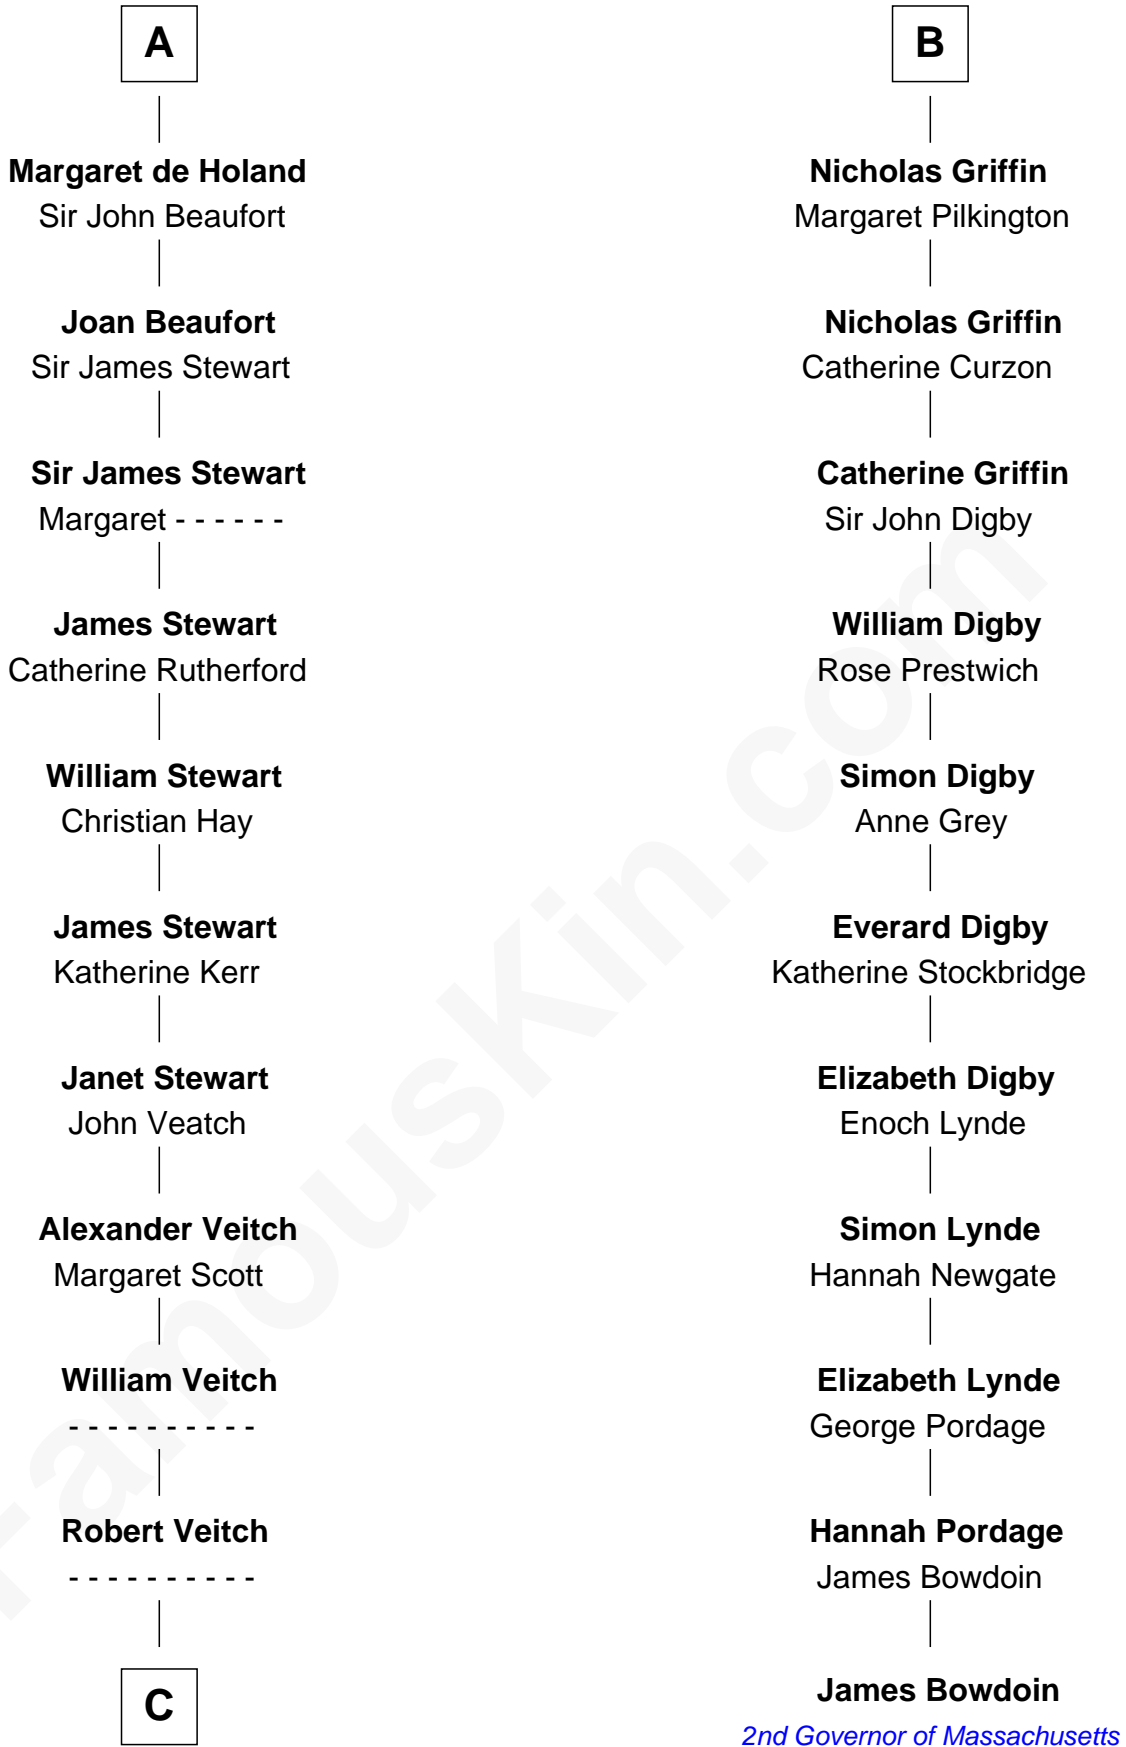 A
Margaret de Holand
Sir John Beaufort
Joan Beaufort
Sir James Stewart
Sir James Stewart
Margaret - - - - - -
James Stewart
Catherine Rutherford
William Stewart
Christian Hay
James Stewart
Katherine Kerr
Janet Stewart
John Veatch
Alexander Veitch
Margaret Scott
William Veitch
- - - - - - - - - -
Robert Veitch
- - - - - - - - - -
C
B
Nicholas Griffin
Margaret Pilkington
Nicholas Griffin
Catherine Curzon
Catherine Griffin
Sir John Digby
William Digby
Rose Prestwich
Simon Digby
Anne Grey
Everard Digby
Katherine Stockbridge
Elizabeth Digby
Enoch Lynde
Simon Lynde
Hannah Newgate
Elizabeth Lynde
George Pordage
Hannah Pordage
James Bowdoin
James Bowdoin
2nd Governor of Massachusetts
FamousKin.com